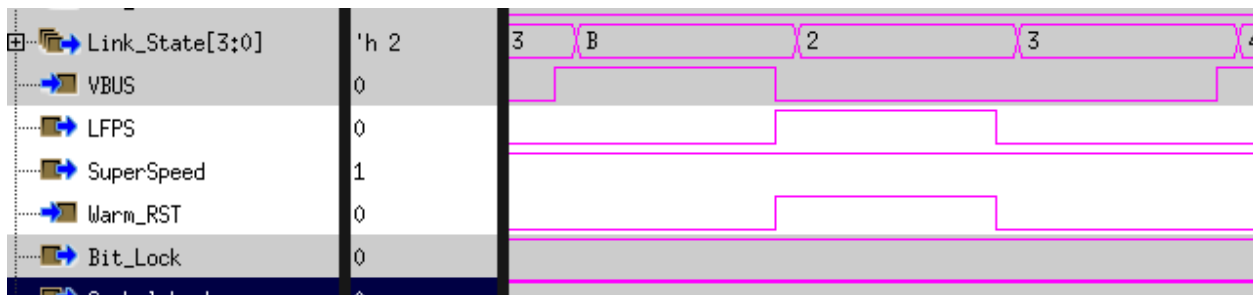 Link_State[3:0] 'h 2 3 B 2 3
VBUS 0
LFPS 0
SuperSpeed 1
Warm_RST 0
Bit_Lock 0